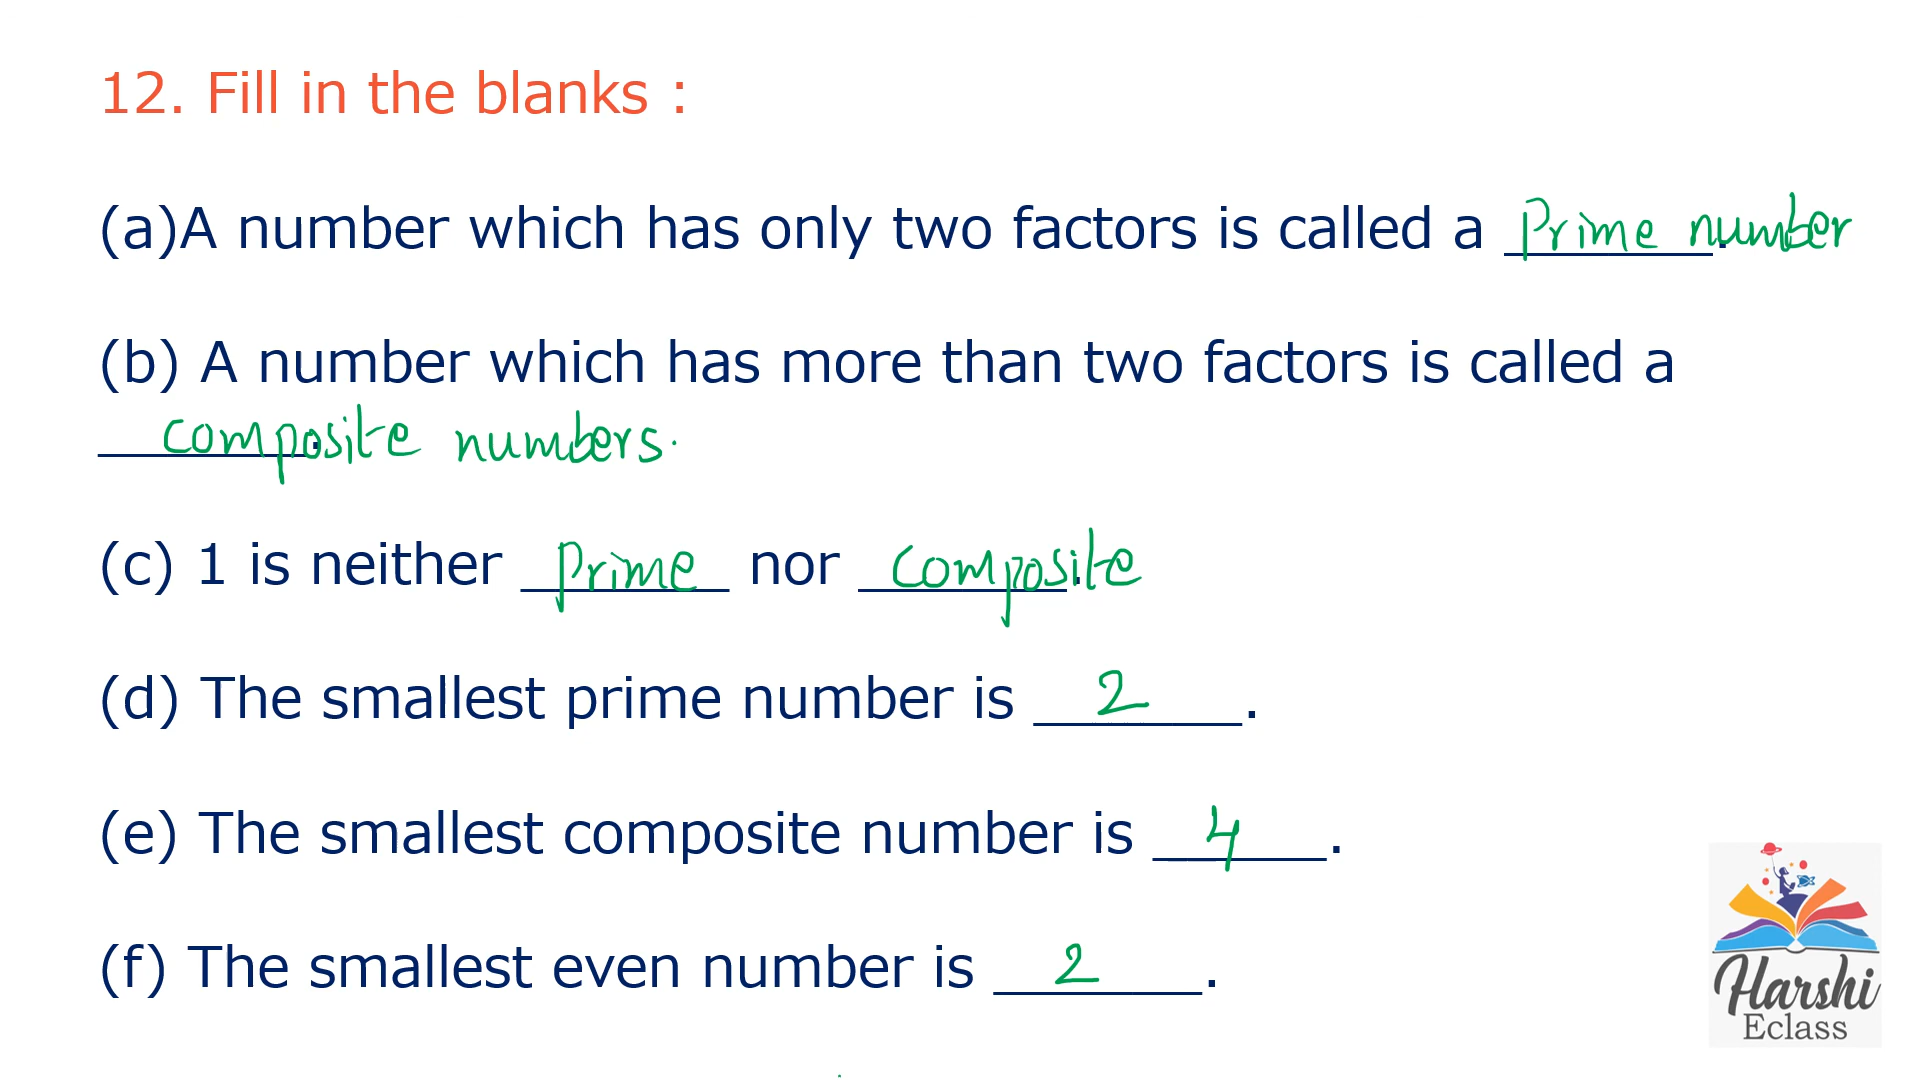 12. Fill in the blanks :
(a)A number which has only two factors is called a Prime number.
(b) A number which has more than two factors is called a
composite numbers.
(c) 1 is neither Prime nor composite.
(d) The smallest prime number is 2.
(e) The smallest composite number is 4.
(f) The smallest even number is 2.
Harshi
Eclass